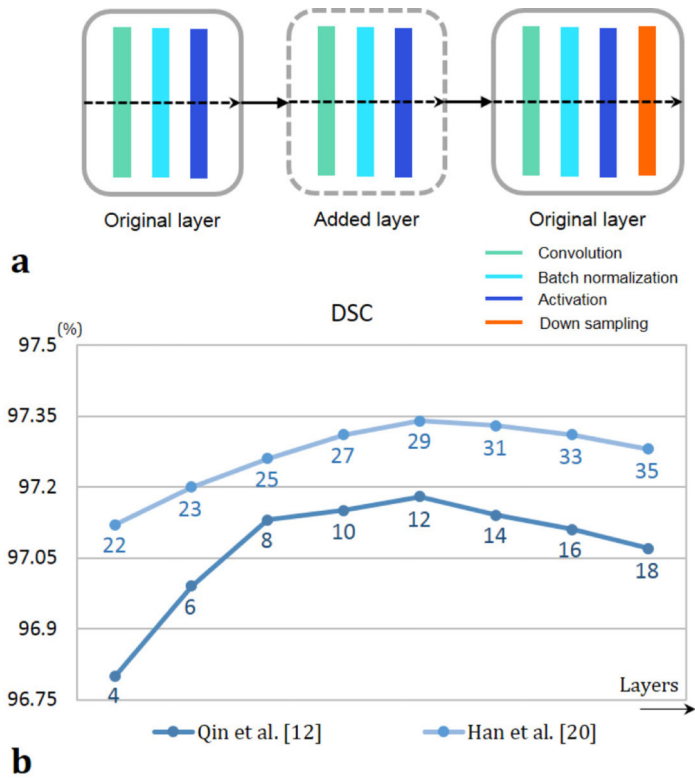 Original layer Added layer Original layer
a
Convolution
Batch normalization
Activation
Down sampling
DSC
(%)
97.5
97.35
97.2
97.05
96.9
96.75
22 23 25 27 29 31 33 35
4 6 8 10 12 14 16 18
Layers
Qin et al. [12] Han et al. [20]
b